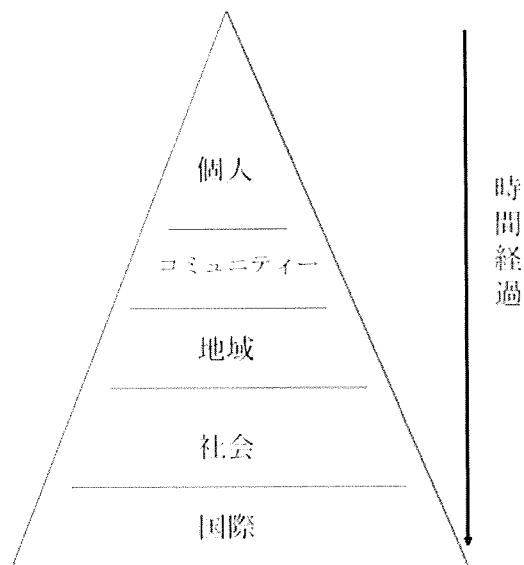 個人
コミュニティー
地域
社会
国際
時間経過